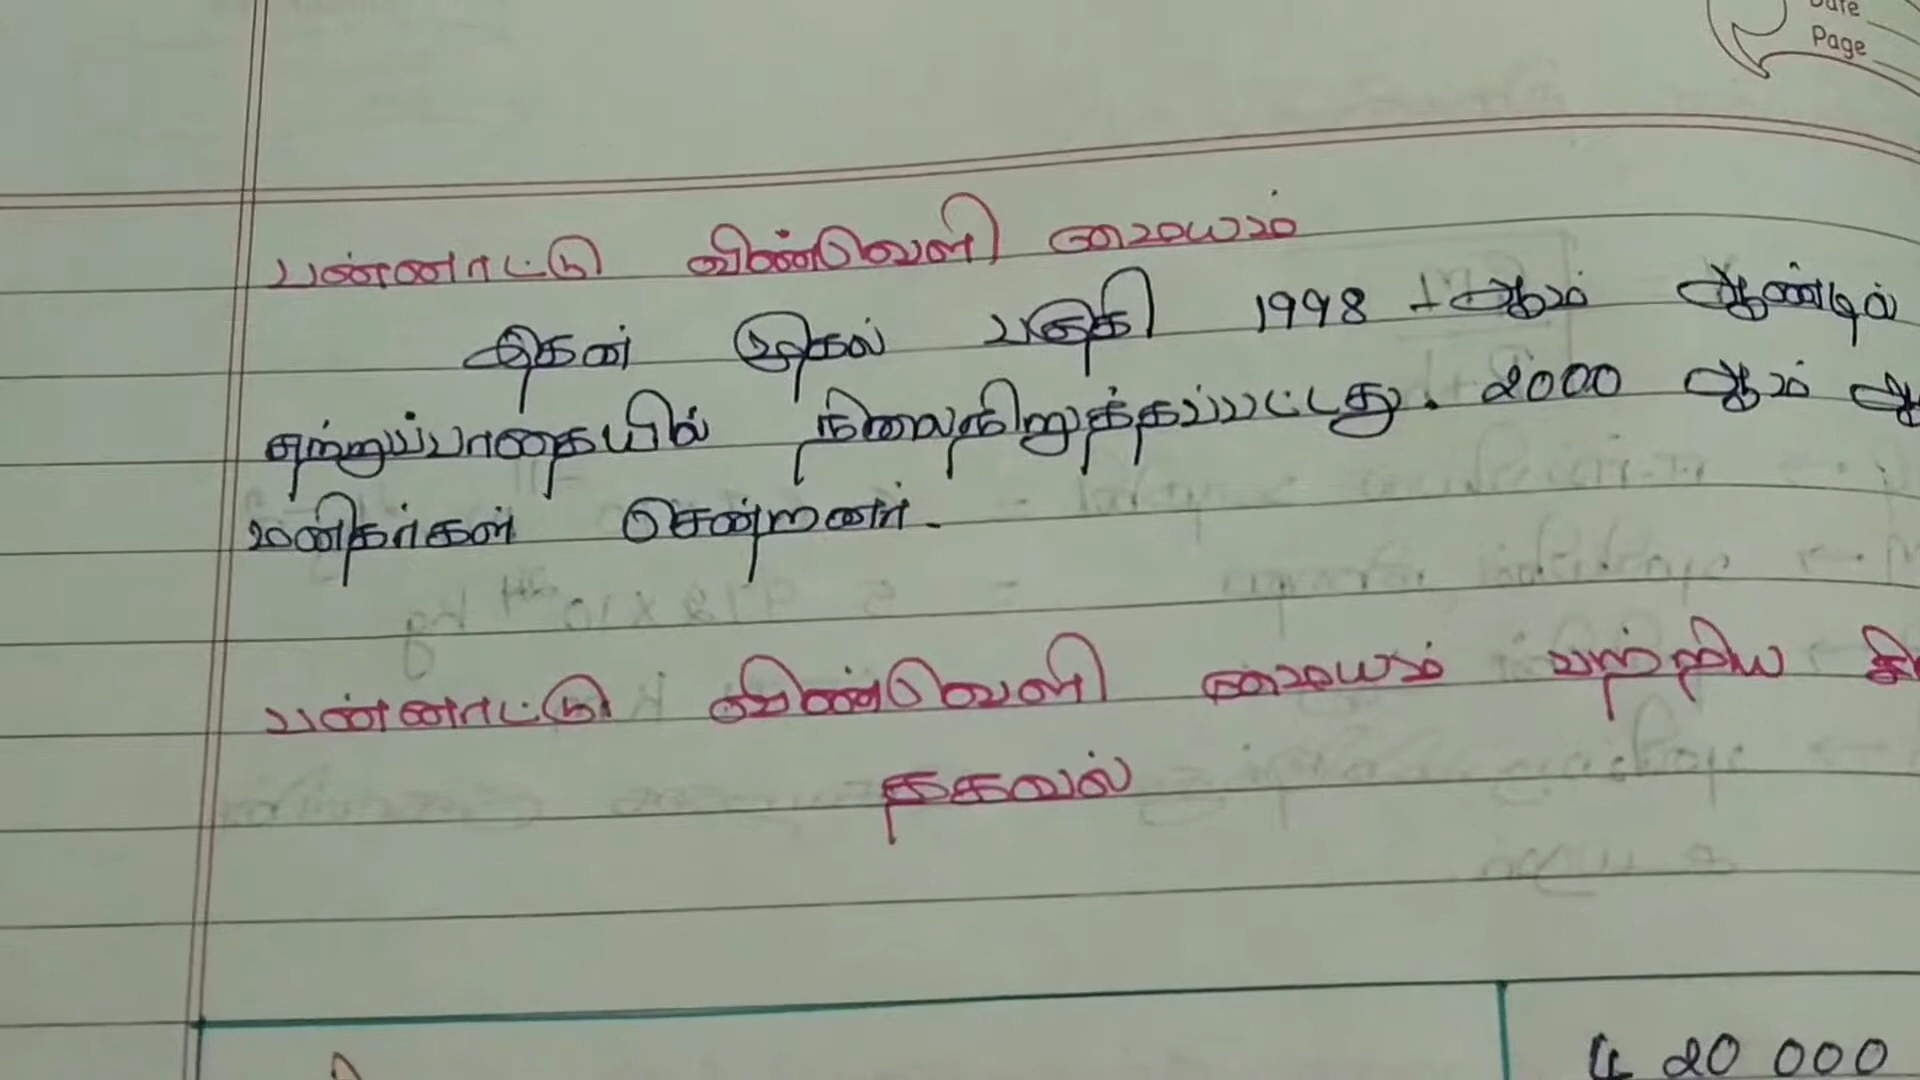 Date
Page
பன்னாட்டு விண்வெளி மையம்
இதன் முதல் பகுதி 1998 -ஆம் ஆண்டில்
சுற்றுப்பாதையில் நிலைநிறுத்தப்பட்டது. 2000 ஆம்
மனிதர்கள் சென்றனர்.
பன்னாட்டு விண்வெளி மையம் பற்றிய
தகவல்
4 20 000